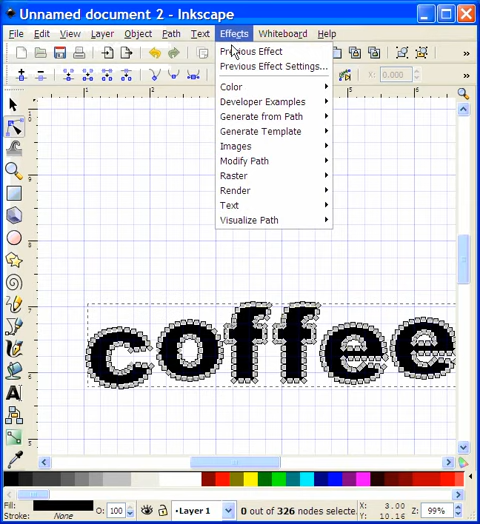 Unnamed document 2 - Inkscape
File Edit View Layer Object Path Text Effects Whiteboard Help
Previous Effect
Previous Effect Settings...
X: 0.000
Color
Developer Examples
Generate from Path
Generate Template
Images
Modify Path
Raster
Render
Text
Visualize Path
coffee
Fill:
Stroke: None
O: 100
•Layer 1
0 out of 326 nodes selecte
X: 3.00
Y: 10.16
Z: 99%